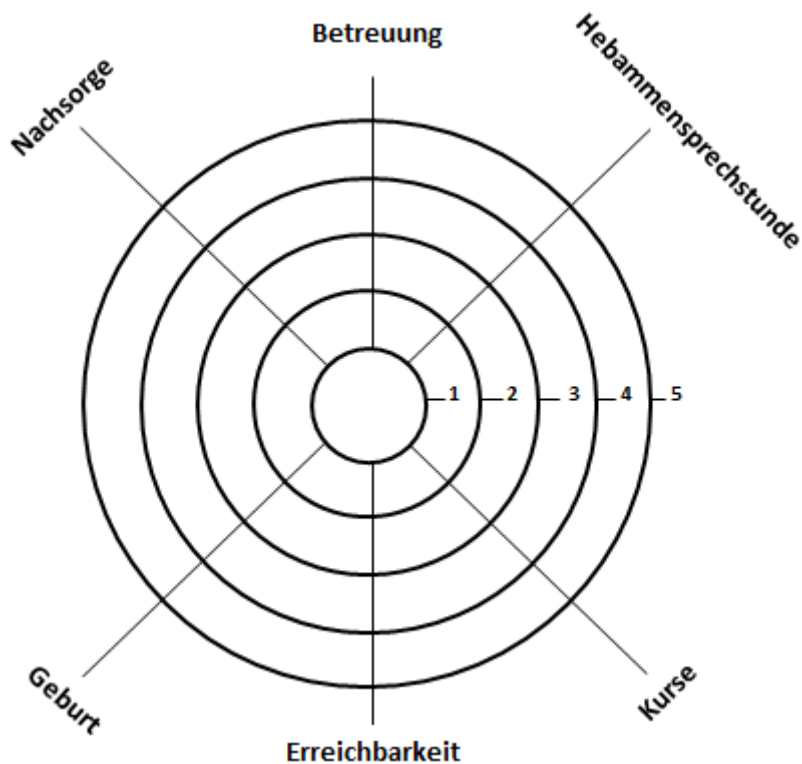 Betreuung
Hebammensprechstunde
Nachsorge
1 2 3 4 5
Geburt
Kurse
Erreichbarkeit